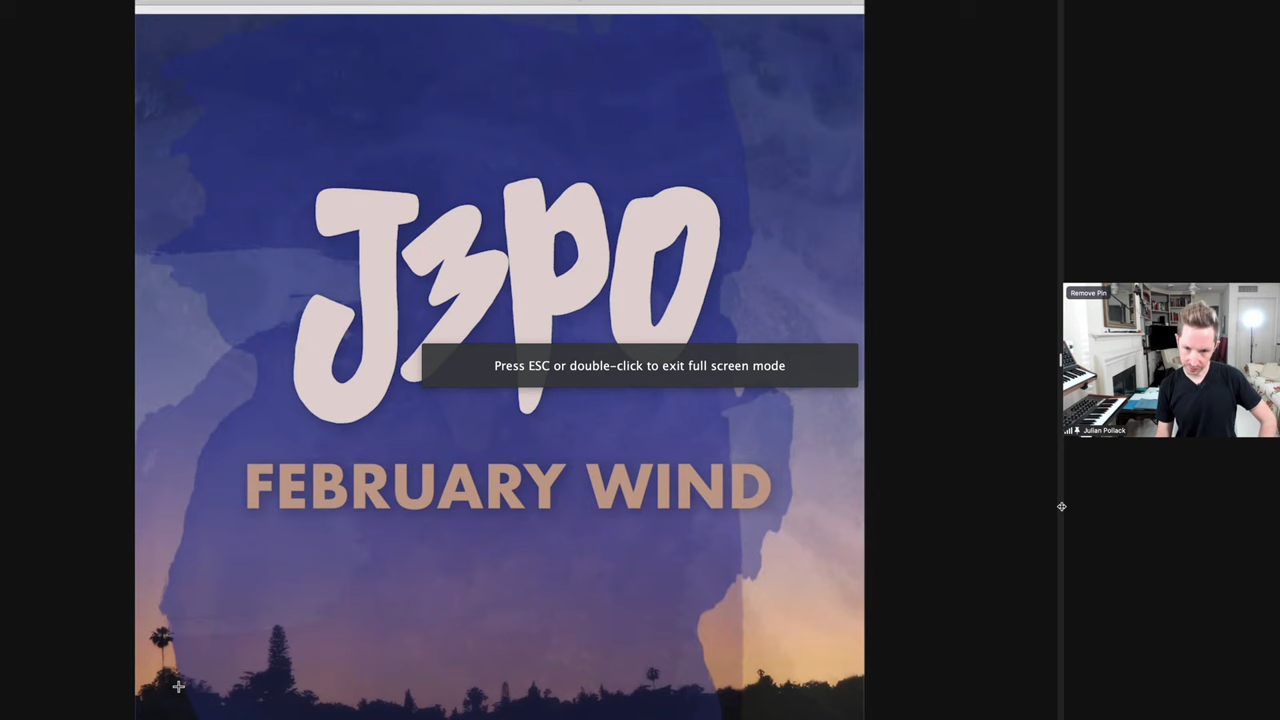 J3PO
Press ESC or double-click to exit full screen mode
FEBRUARY WIND
Remove Pin
Julian Pollack